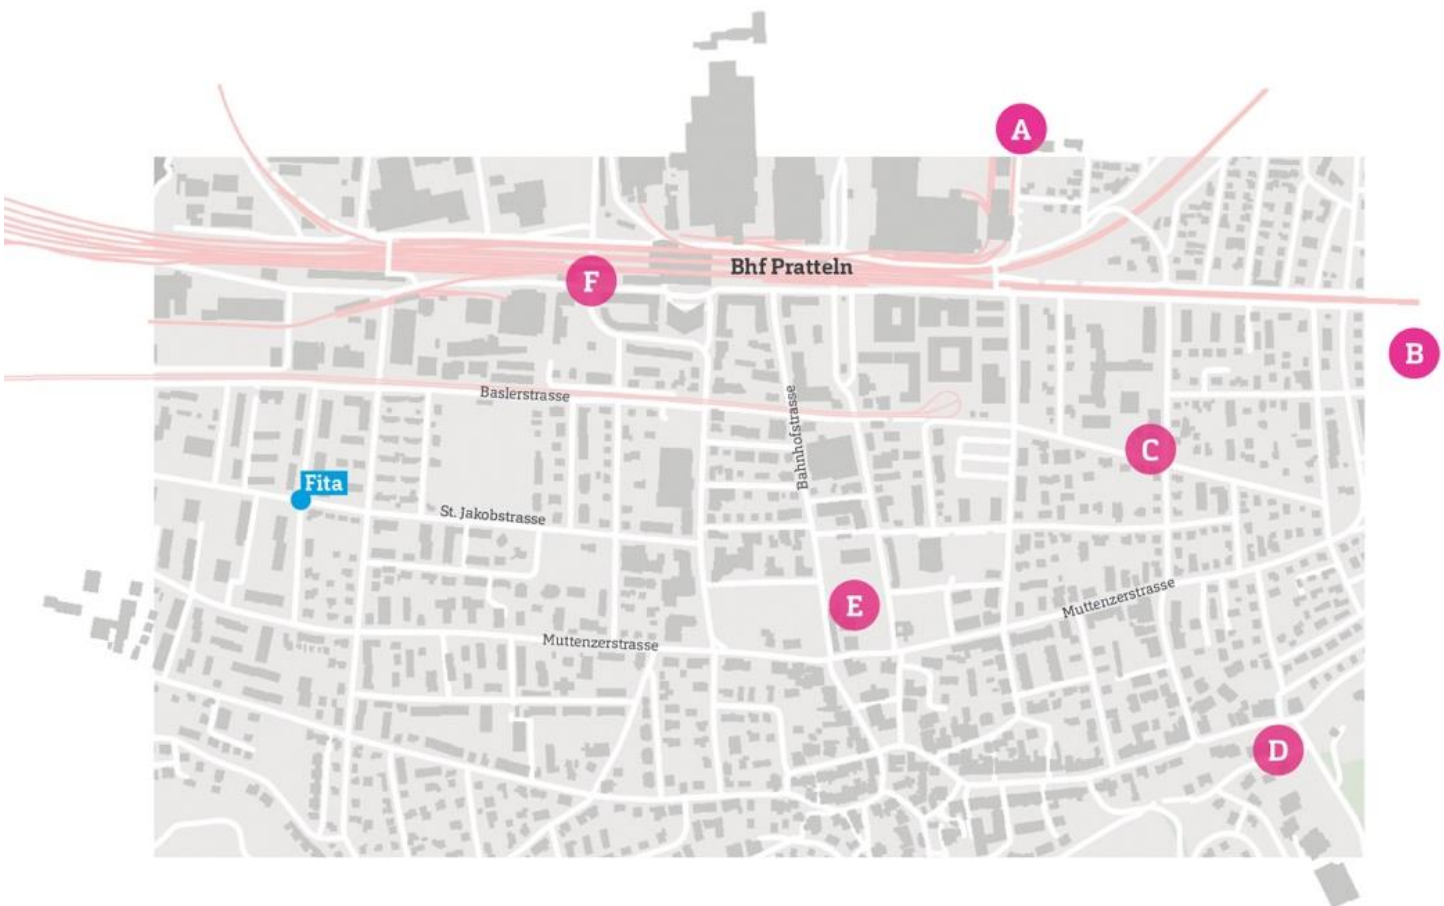 A
F
Bhf Pratteln
B
Baslerstrasse
Bahnhofstrasse
C
Fita
St. Jakobstrasse
E
Muttenzerstrasse
Muttenzerstrasse
D